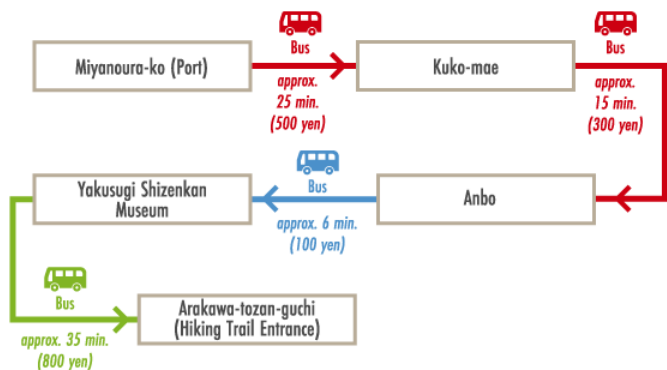 Bus
Bus
Miyanoura-ko (Port)
Kuko-mae
approx.
25 min.
(500 yen)
approx.
15 min.
(300 yen)
Bus
Yakusugi Shizenkan
Museum
Anbo
approx. 6 min.
(100 yen)
Bus
Arakawa-tozan-guchi
(Hiking Trail Entrance)
approx. 35 min.
(800 yen)